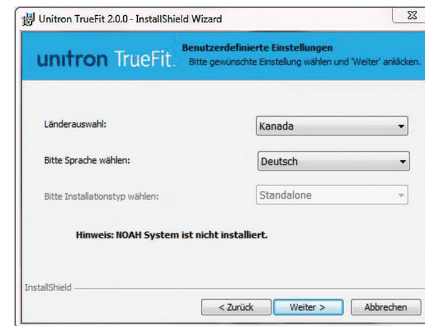 Unitron TrueFit 2.0.0 - InstallShield Wizard
unitron TrueFit.
Benutzerdefinierte Einstellungen
Bitte gewünschte Einstellung wählen und 'Weiter' anklicken.
Länderauswahl:
Kanada
Bitte Sprache wählen:
Deutsch
Bitte Installationstyp wählen:
Standalone
Hinweis: NOAH System ist nicht installiert.
InstallShield
< Zurück
Weiter >
Abbrechen